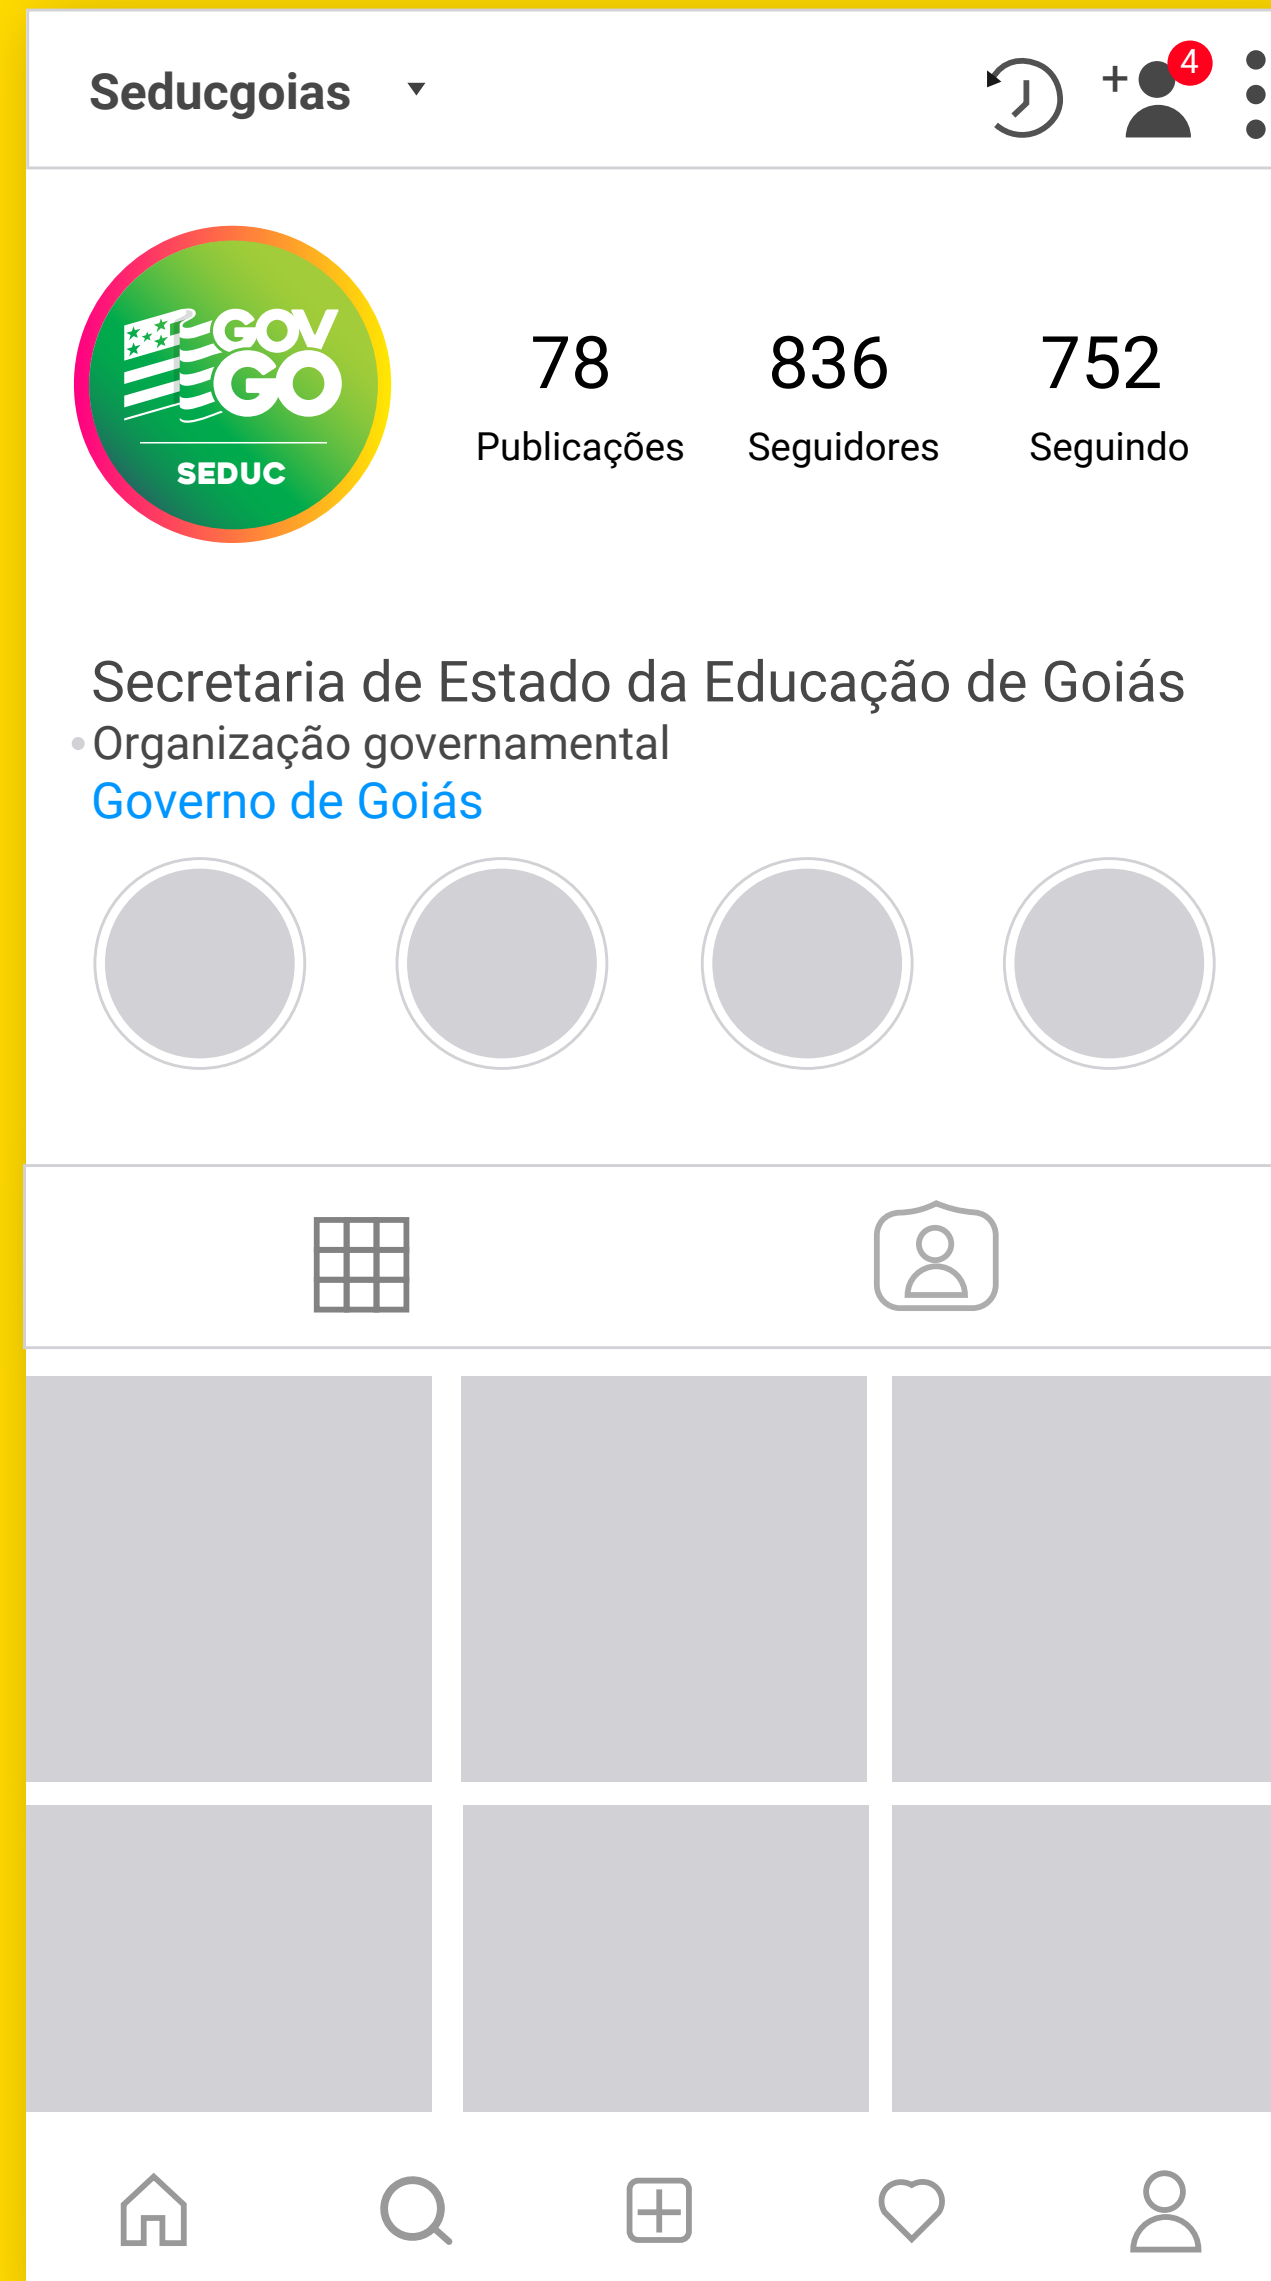 Seducgoias
4
GOV
GO
SEDUC
78 836 752
Publicações Seguidores Seguindo
Secretaria de Estado da Educação de Goiás
Organização governamental
Governo de Goiás